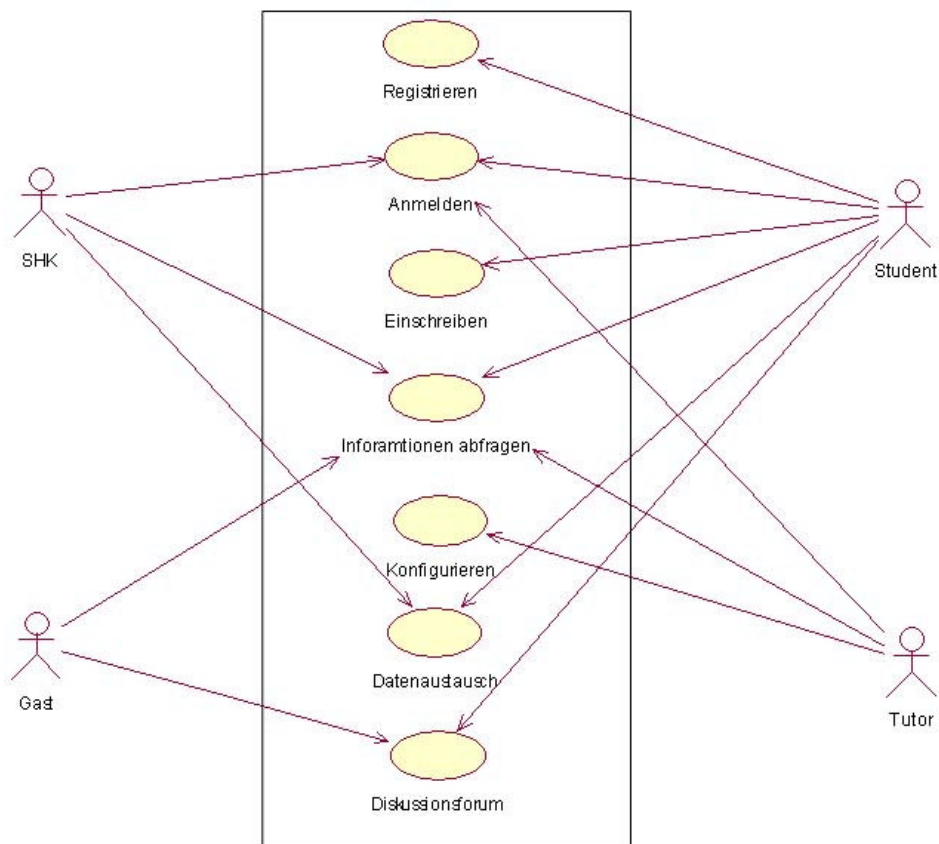 Registrieren
Anmelden
SHK
Student
Einschreiben
Inforamtionen abfragen
Konfigurieren
Datenaustausch
Gast
Tutor
Diskussionsforum